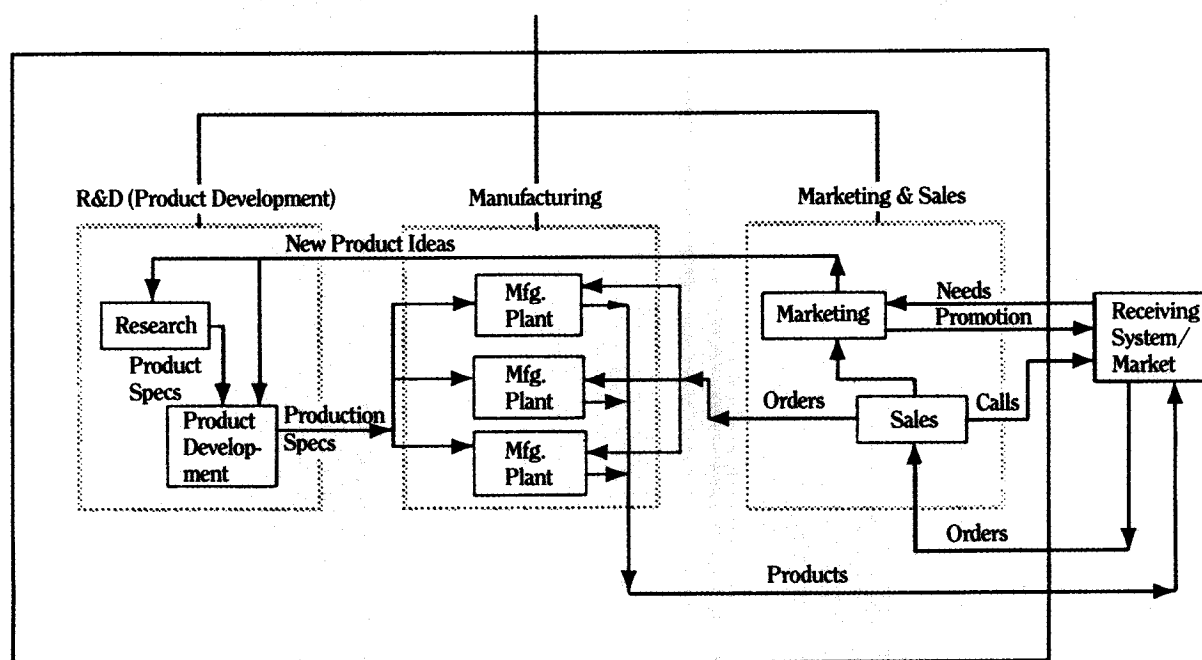 R&D (Product Development)
Manufacturing
Marketing & Sales
New Product Ideas
Research
Product
Specs
Product
Develop-
ment
Production
Specs
Mfg.
Plant
Mfg.
Plant
Mfg.
Plant
Marketing
Needs
Promotion
Receiving
System/
Market
Orders
Sales
Calls
Orders
Products